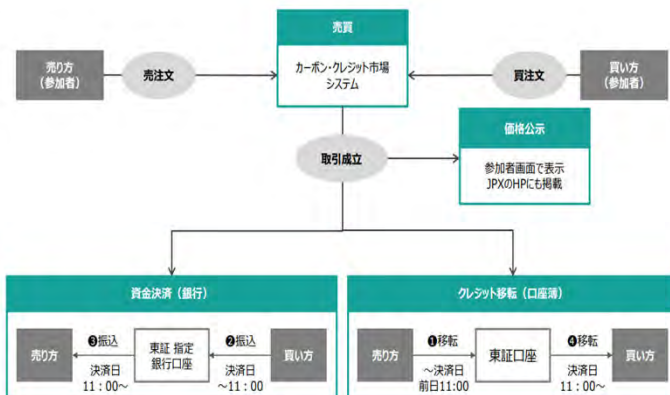 売買
売り方
（参加者）
売注文
カーボン・クレジット市場
システム
買注文
買い方
（参加者）
価格公示
取引成立
参加者画面で表示
JPXのHPにも掲載
資金決済（銀行）
クレジット移転（口座簿）
売り方
❸振込
決済日
11：00～
東証 指定
銀行口座
❷振込
決済日
～11：00
買い方
売り方
❶移転
～決済日
前日11:00
東証口座
❹移転
決済日
11：00～
買い方